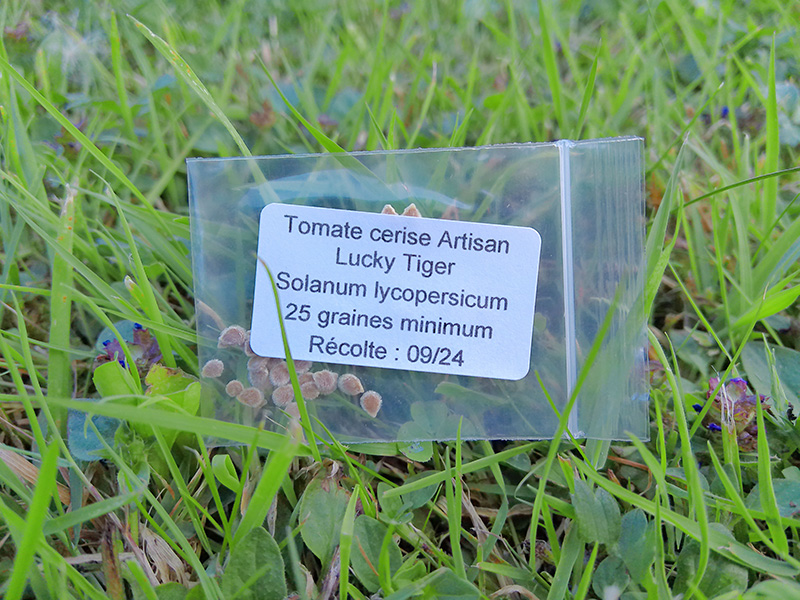 Tomate cerise Artisan
Lucky Tiger
Solanum lycopersicum
25 graines minimum
Récolte : 09/24